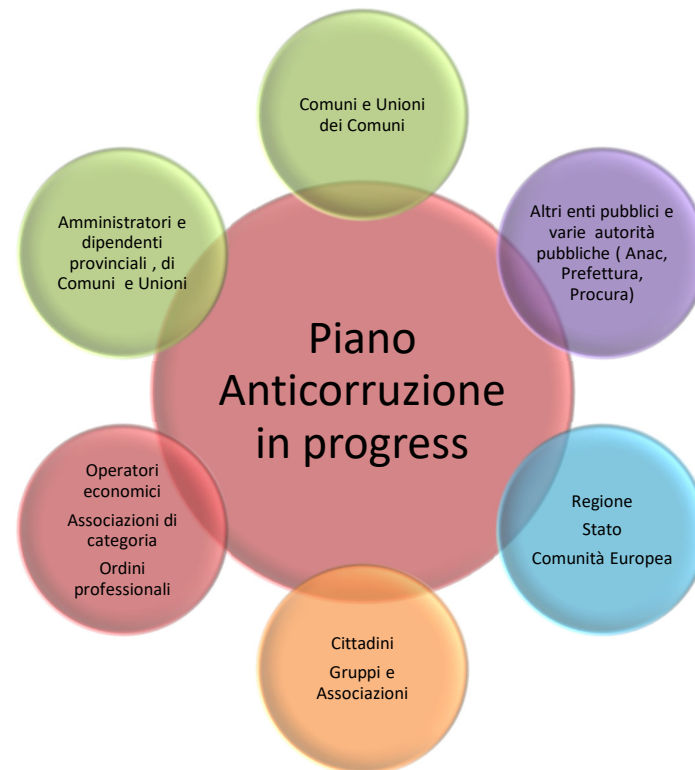 Comuni e Unioni
dei Comuni
Altri enti pubblici e
varie autorità
pubbliche ( Anac,
Prefettura,
Procura)
Regione
Stato
Comunità Europea
Cittadini
Gruppi e
Associazioni
Operatori
economici
Associazioni di
categoria
Ordini
professionali
Amministratori e
dipendenti
provinciali , di
Comuni e Unioni
Piano
Anticorruzione
in progress